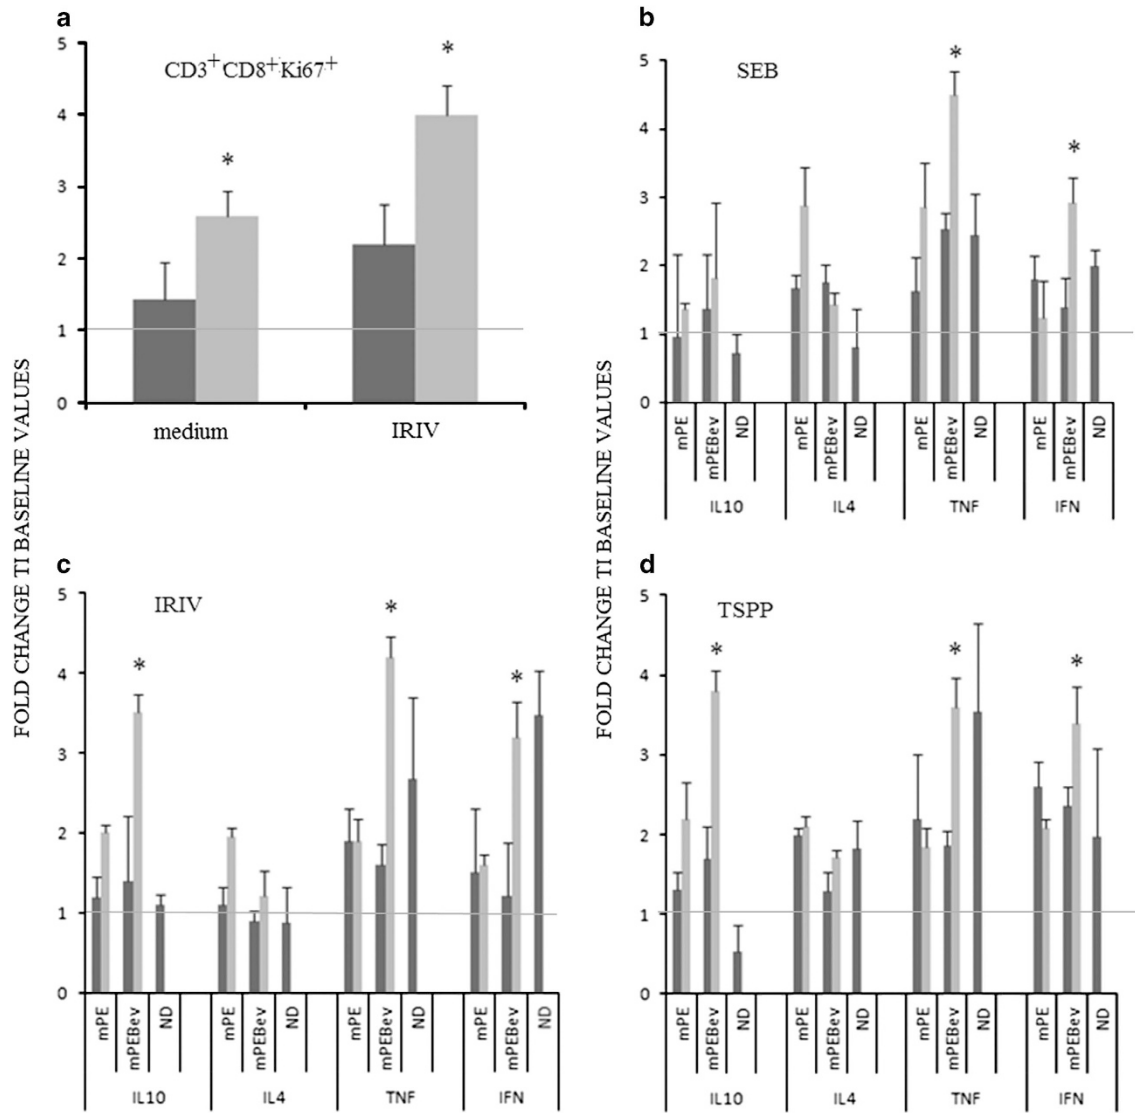 a
CD3+CD8+Ki67+
*
*
5
4
3
2
1
0
medium IRIV
b
SEB
*
*
5
4
3
2
1
0
mPE mPEBev ND mPE mPEBev ND mPE mPEBev ND mPE mPEBev ND
IL10 IL4 TNF IFN
FOLD CHANGE TI BASELINE VALUES
FOLD CHANGE TI BASELINE VALUES
c
IRIV
*
*
*
5
4
3
2
1
0
mPE mPEBev ND mPE mPEBev ND mPE mPEBev ND mPE mPEBev ND
IL10 IL4 TNF IFN
d
TSPP
*
*
*
5
4
3
2
1
0
mPE mPEBev ND mPE mPEBev ND mPE mPEBev ND mPE mPEBev ND
IL10 IL4 TNF IFN